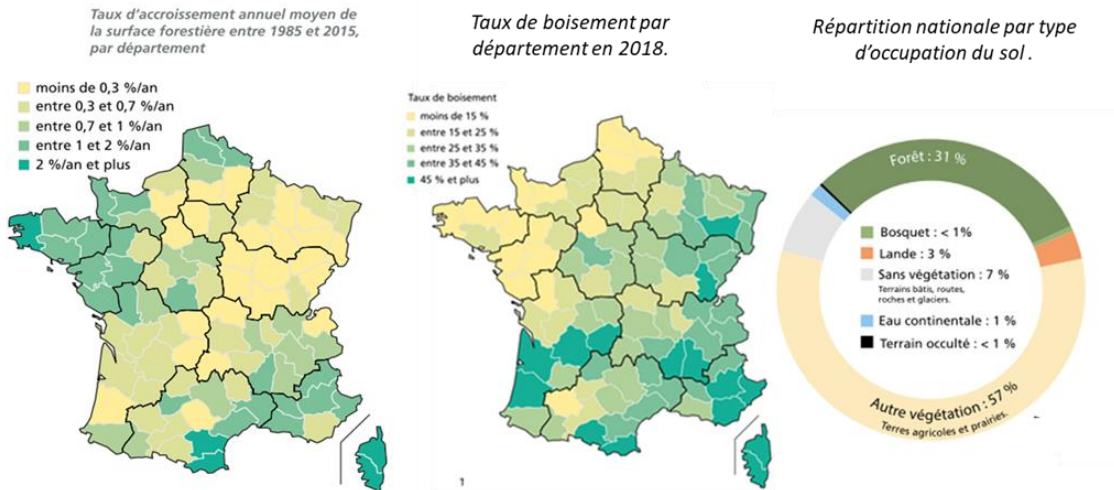 Taux d'accroissement annuel moyen de
la surface forestière entre 1985 et 2015,
par département
moins de 0,3 %/an
entre 0,3 et 0,7 %/an
entre 0,7 et 1 %/an
entre 1 et 2 %/an
2 %/an et plus
Taux de boisement par
département en 2018.
Taux de boisement
moins de 15 %
entre 15 et 25 %
entre 25 et 35 %
entre 35 et 45 %
45 % et plus
1
Répartition nationale par type
d'occupation du sol .
Forêt : 31 %
Bosquet : < 1%
Lande : 3 %
Sans végétation : 7 %
Terrains bâtis, routes,
roches et glaciers.
Eau continentale : 1 %
Terrain occulté : < 1 %
Autre végétation : 57 %
Terres agricoles et prairies.